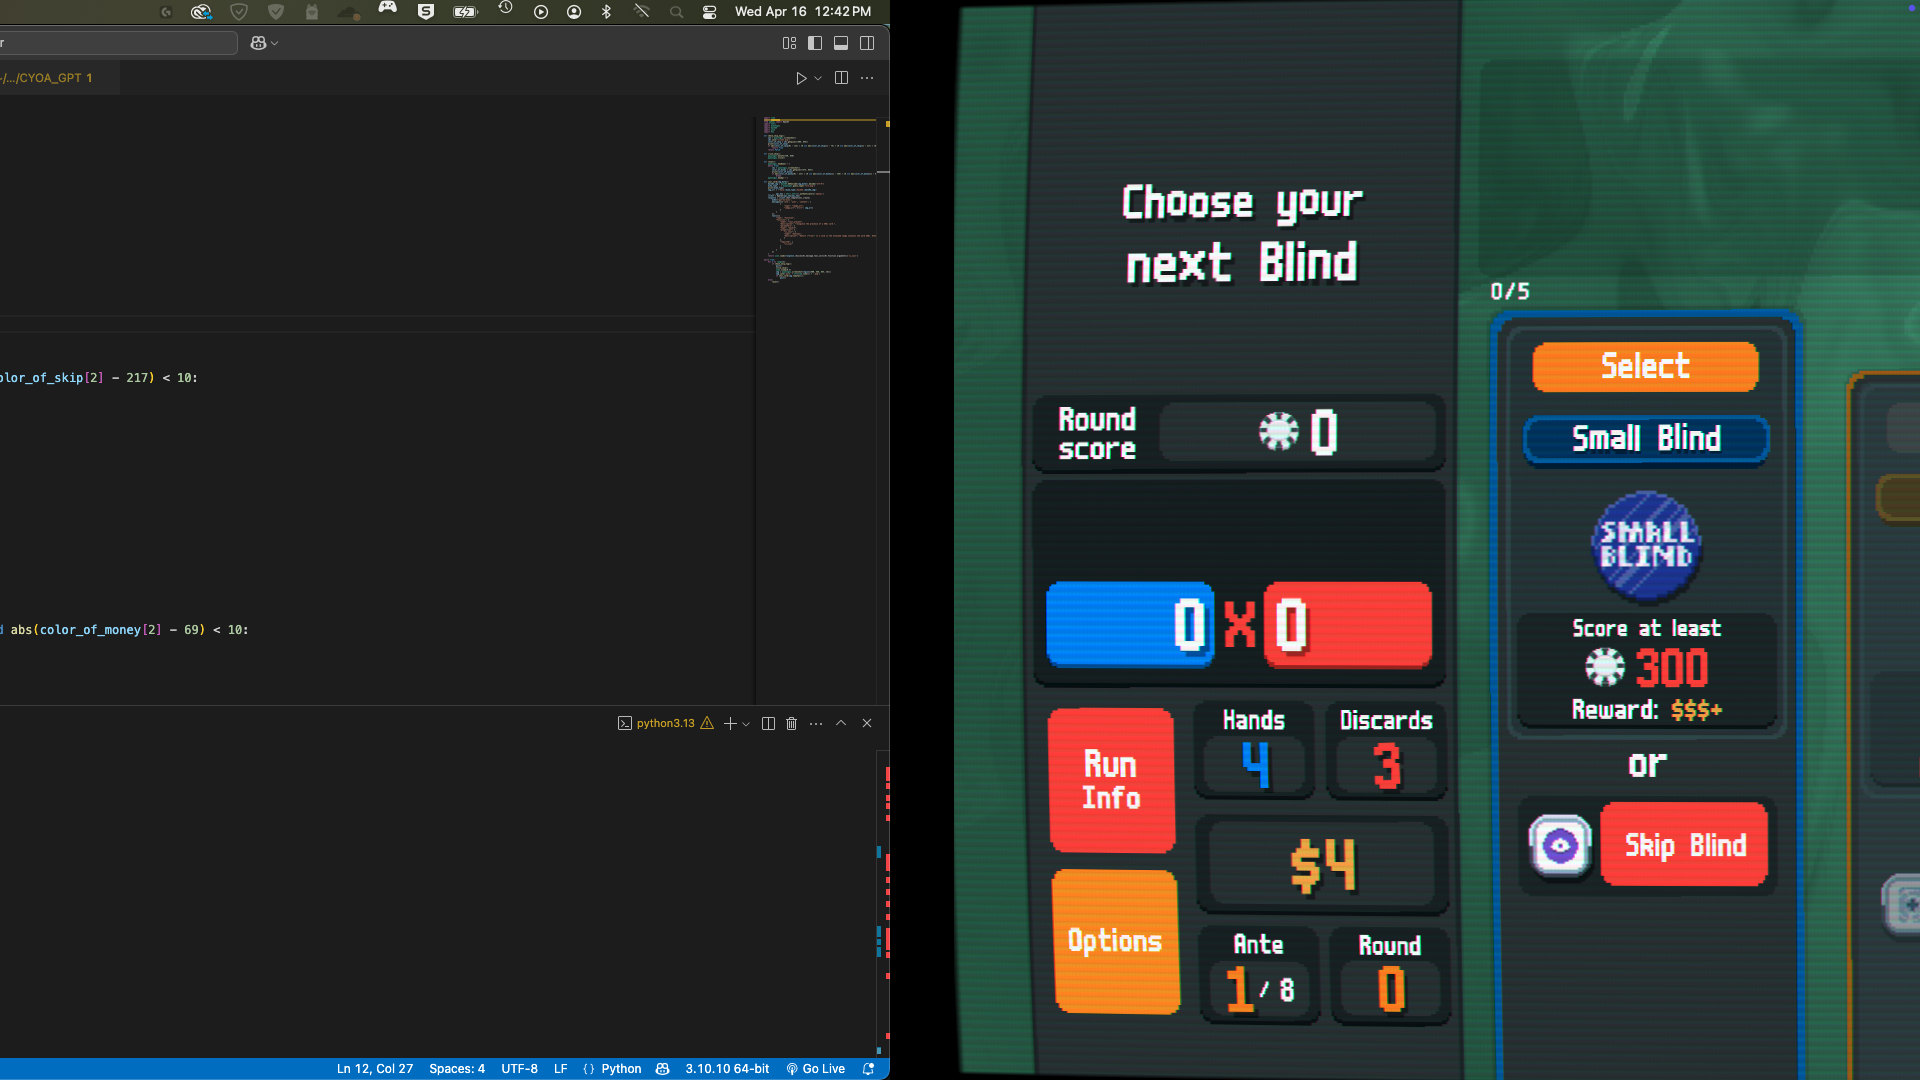 Wed Apr 16 12:42 PM
r
~/.../CYOA_GPT 1
olor_of_skip[2] - 217) < 10:
d abs(color_of_money[2] - 69) < 10:
python3.13
Ln 12, Col 27 Spaces: 4 UTF-8 LF {} Python 3.10.10 64-bit Go Live
Choose your
next Blind
Round
score
0
0 X 0
Run
Info
Hands
4
Discards
3
$4
Options
Ante
1 / 8
Round
0
0/5
Select
Small Blind
SMALL
BLIND
Score at least
300
Reward: $$$+
or
Skip Blind